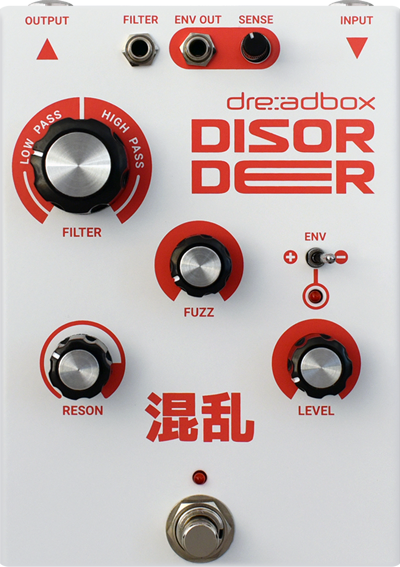 OUTPUT
FILTER
ENV OUT
SENSE
INPUT
dre:adbox
DISOR
DER
LOW PASS
HIGH PASS
FILTER
ENV
+
-
FUZZ
RESON
LEVEL
混乱